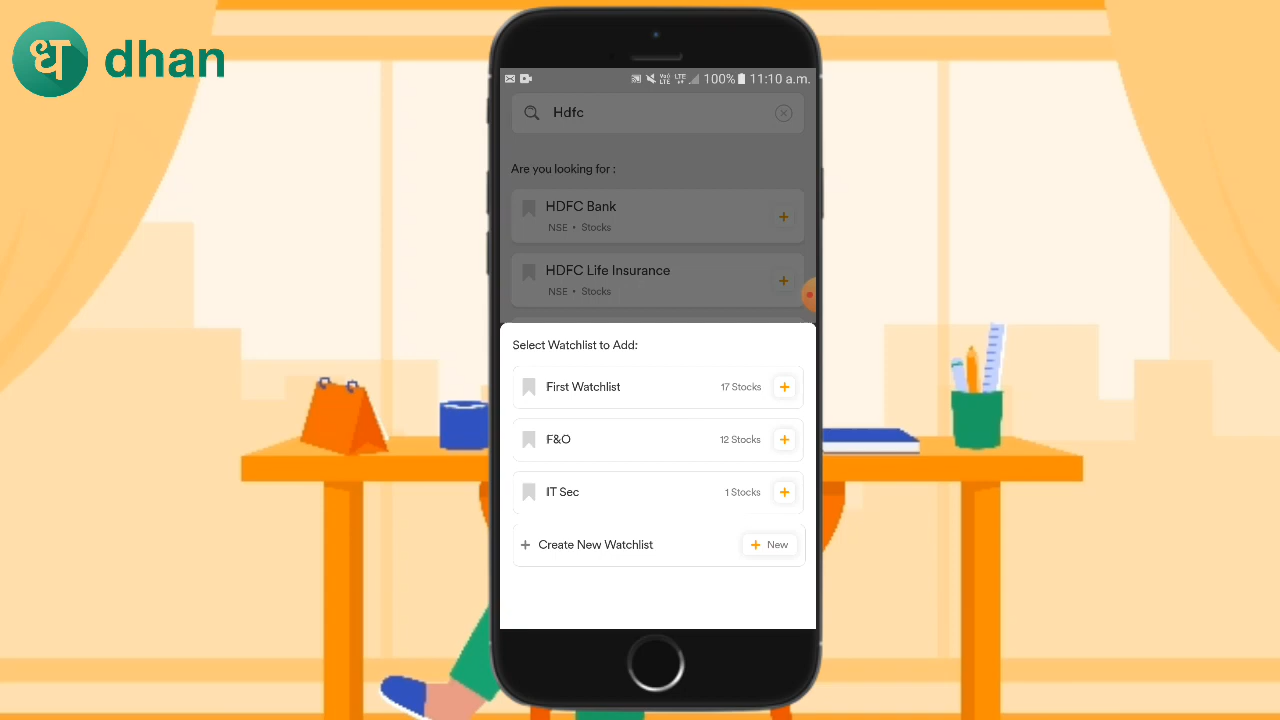 ध dhan
100% 11:10 a.m.
Hdfc
Are you looking for :
HDFC Bank
NSE • Stocks
HDFC Life Insurance
NSE • Stocks
Select Watchlist to Add:
First Watchlist 17 Stocks
F&O 12 Stocks
IT Sec 1 Stocks
Create New Watchlist + New